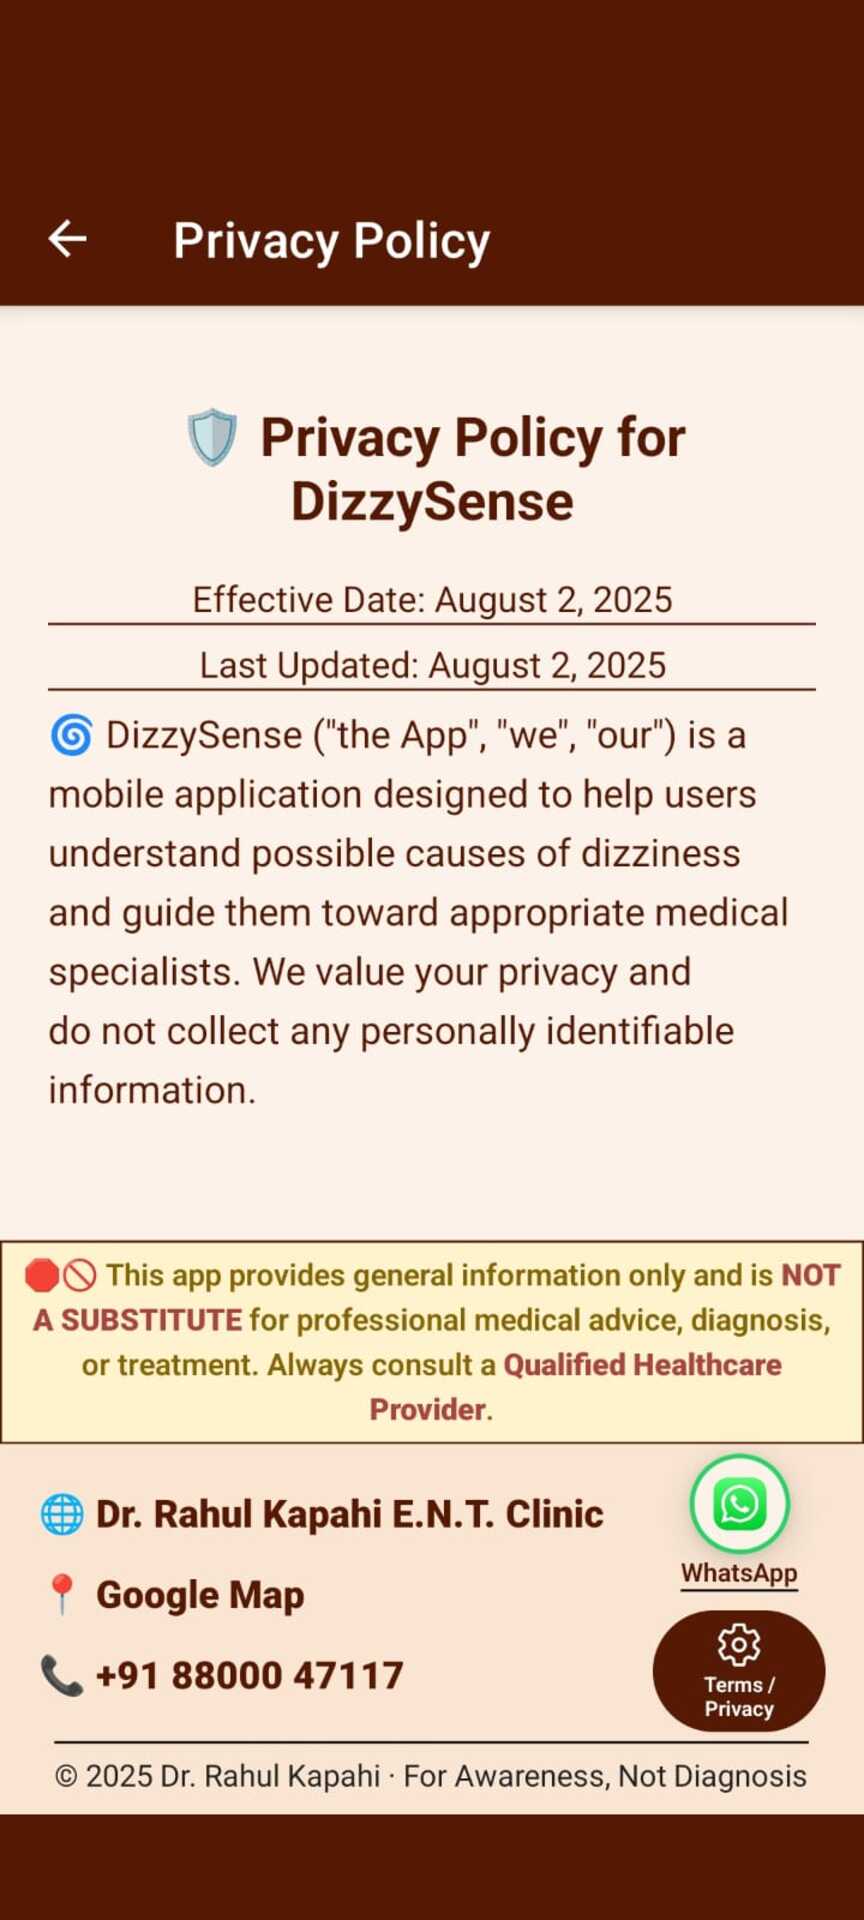 Privacy Policy
🛡️ Privacy Policy for
DizzySense
Effective Date: August 2, 2025
Last Updated: August 2, 2025
🌀 DizzySense ("the App", "we", "our") is a
mobile application designed to help users
understand possible causes of dizziness
and guide them toward appropriate medical
specialists. We value your privacy and
do not collect any personally identifiable
information.
🛑🚫 This app provides general information only and is NOT
A SUBSTITUTE for professional medical advice, diagnosis,
or treatment. Always consult a Qualified Healthcare
Provider.
🌐 Dr. Rahul Kapahi E.N.T. Clinic
📍 Google Map
📞 +91 88000 47117
WhatsApp
Terms /
Privacy
© 2025 Dr. Rahul Kapahi · For Awareness, Not Diagnosis